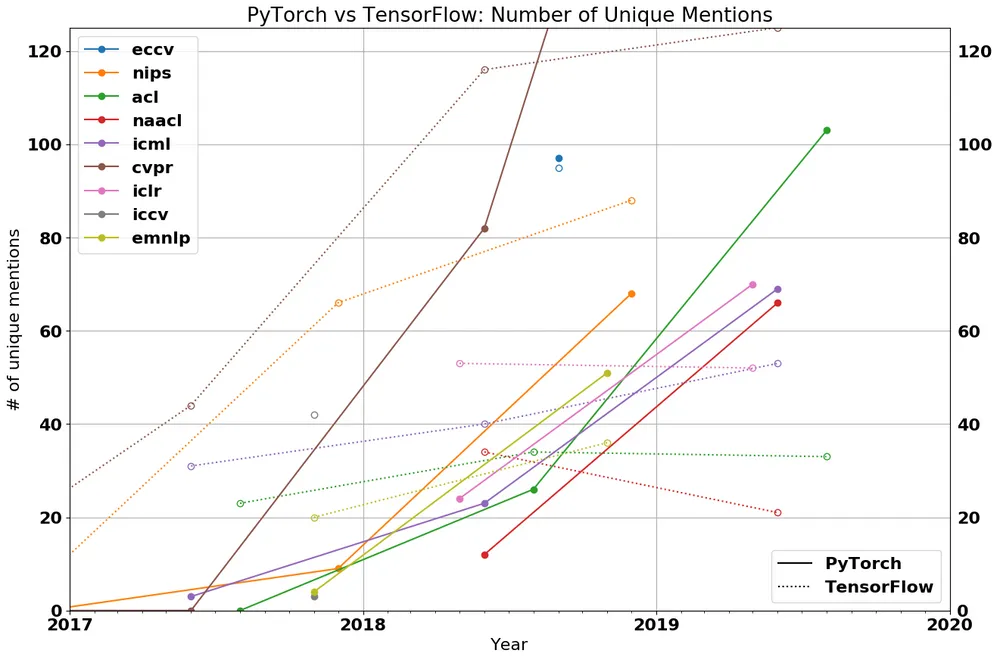 PyTorch vs TensorFlow: Number of Unique Mentions
120
100
80
60
40
20
0
# of unique mentions
eccv
nips
acl
naacl
icml
cvpr
iclr
iccv
emnlp
120
100
80
60
40
20
0
PyTorch
TensorFlow
2017 2018 2019 2020
Year